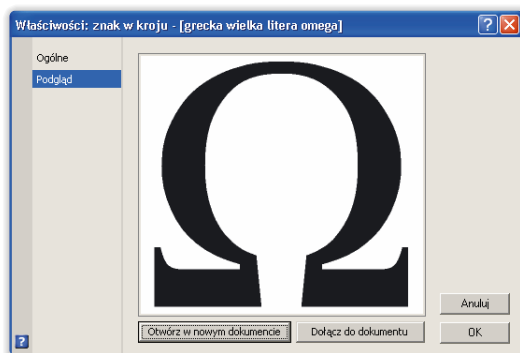 Właściwości: znak w kroju - [grecka wielka litera omega]
Ogólne
Podgląd
Ω
Anuluj
Otwórz w nowym dokumencie Dołącz do dokumentu OK